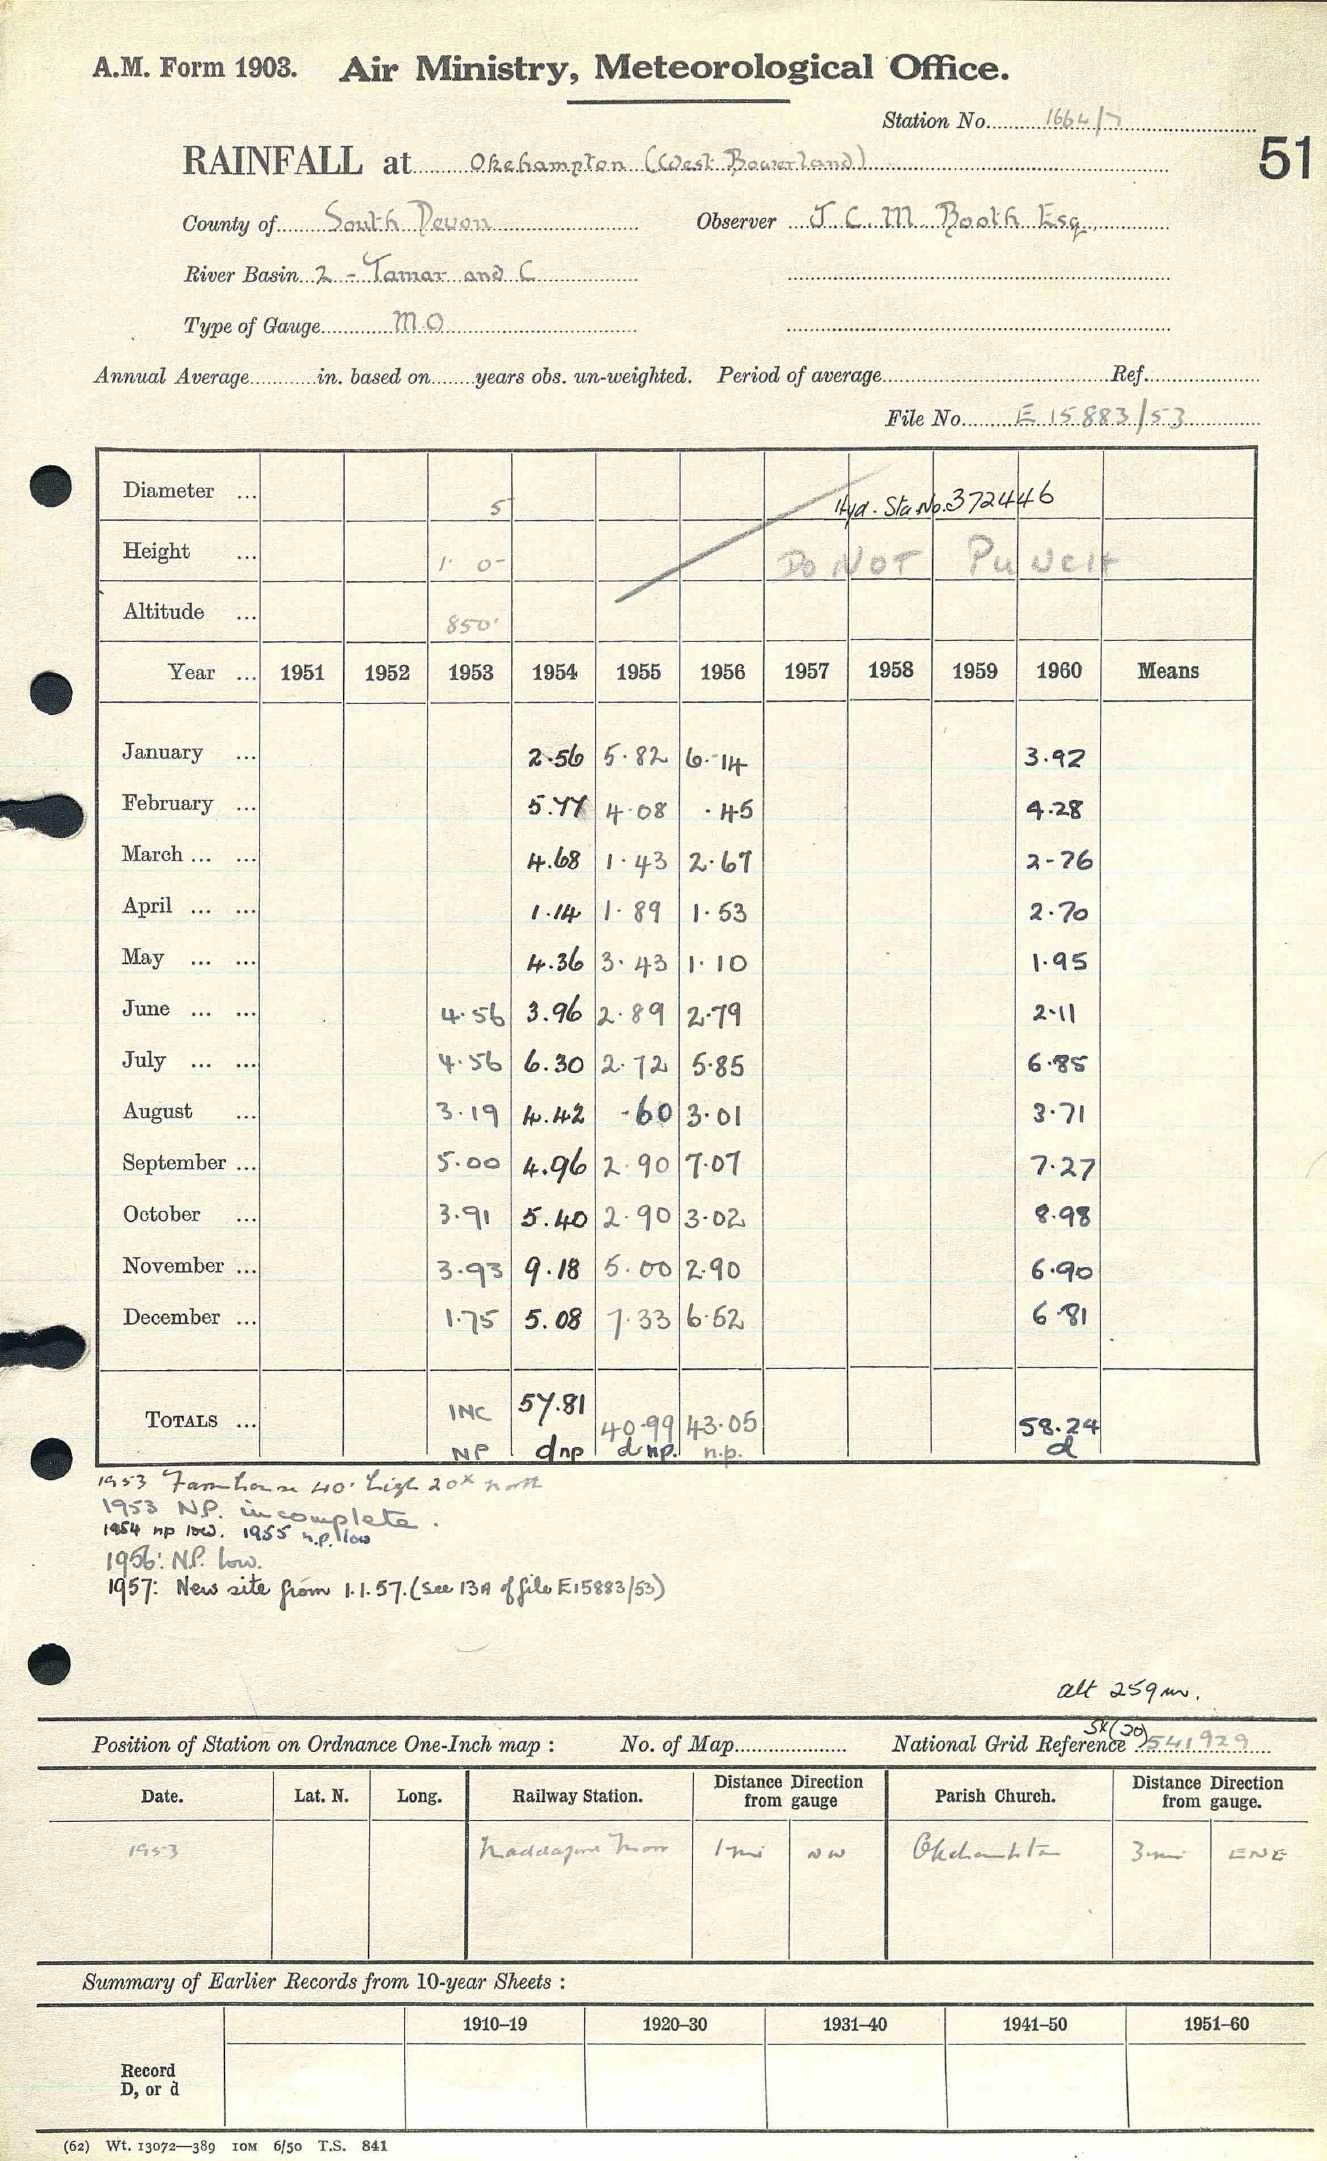 A.M. Form 1903. Air Ministry, Meteorological Office.
Station No. 1664/7
RAINFALL at Okehampton (West Bowerland)
51
County of South Devon Observer J. C. M. Booth Esq.,
River Basin 2 - Tamar and C
Type of Gauge M.O
Annual Average in. based on years obs. un-weighted. Period of average Ref.
File No. E 15883/53
Diameter ... 5 Hyd. Sta No. 372446
Height ... 1' 0" DO NOT PUNCH
Altitude ... 850'
Year ... 1951 1952 1953 1954 1955 1956 1957 1958 1959 1960 Means
January ... 2.56 5.82 6.14 3.92
February ... 5.77 4.08 .45 4.28
March ... ... 4.68 1.43 2.67 2.76
April ... ... 1.14 1.89 1.53 2.70
May ... ... 4.36 3.43 1.10 1.95
June ... ... 4.56 3.96 2.89 2.79 2.11
July ... ... 4.56 6.30 2.72 5.85 6.85
August ... 3.19 4.42 .60 3.01 3.71
September ... 5.00 4.96 2.90 7.07 7.27
October ... 3.91 5.40 2.90 3.02 8.98
November ... 3.93 9.18 5.00 2.90 6.90
December ... 1.75 5.08 7.33 6.52 6.81
TOTALS ... INC 57.81 40.99 43.05 58.24
NP dnp d np. n.p. d
1953 Farmhouse 40' high 20x north
1953 N.P. incomplete.
1954 np low. 1955 n.p. low
1956: N.P. low.
1957: New site from 1.1.57. (See 13A of file E15883/53)
alt 259m.
Position of Station on Ordnance One-Inch map : No. of Map National Grid Reference SX(20) 541929
Date. Lat. N. Long. Railway Station. Distance from gauge Direction Parish Church. Distance from gauge. Direction
1953 Maddaford Moor 1 mi NW Okehampton 3 mi ENE
Summary of Earlier Records from 10-year Sheets :
1910–19 1920–30 1931–40 1941–50 1951–60
Record
D, or d
(62) Wt. 13072—389 10M 6/50 T.S. 841